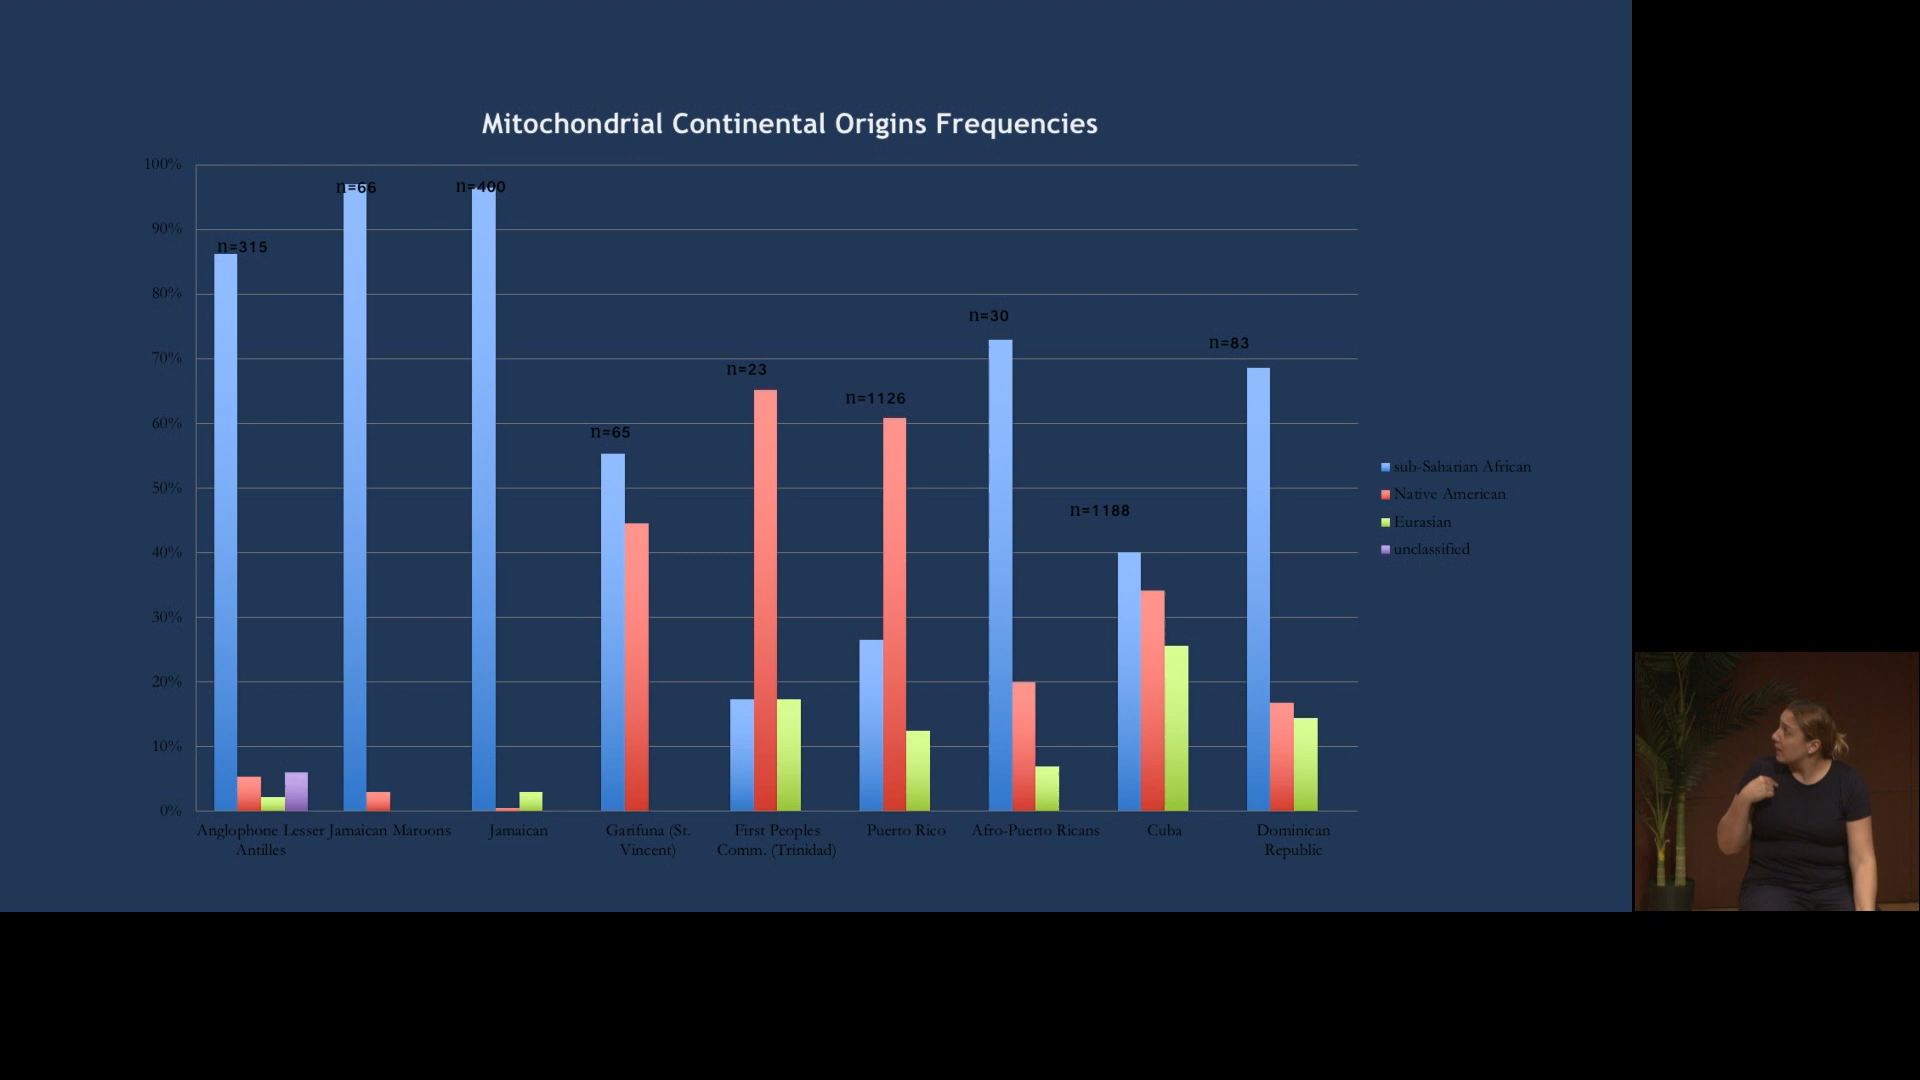 Mitochondrial Continental Origins Frequencies
100%
90%
80%
70%
60%
50%
40%
30%
20%
10%
0%
n=315
n=66
n=400
n=65
n=23
n=1126
n=30
n=1188
n=83
Anglophone Lesser
Antilles
Jamaican Maroons
Jamaican
Garifuna (St.
Vincent)
First Peoples
Comm. (Trinidad)
Puerto Rico
Afro-Puerto Ricans
Cuba
Dominican
Republic
sub-Saharian African
Native American
Eurasian
unclassified